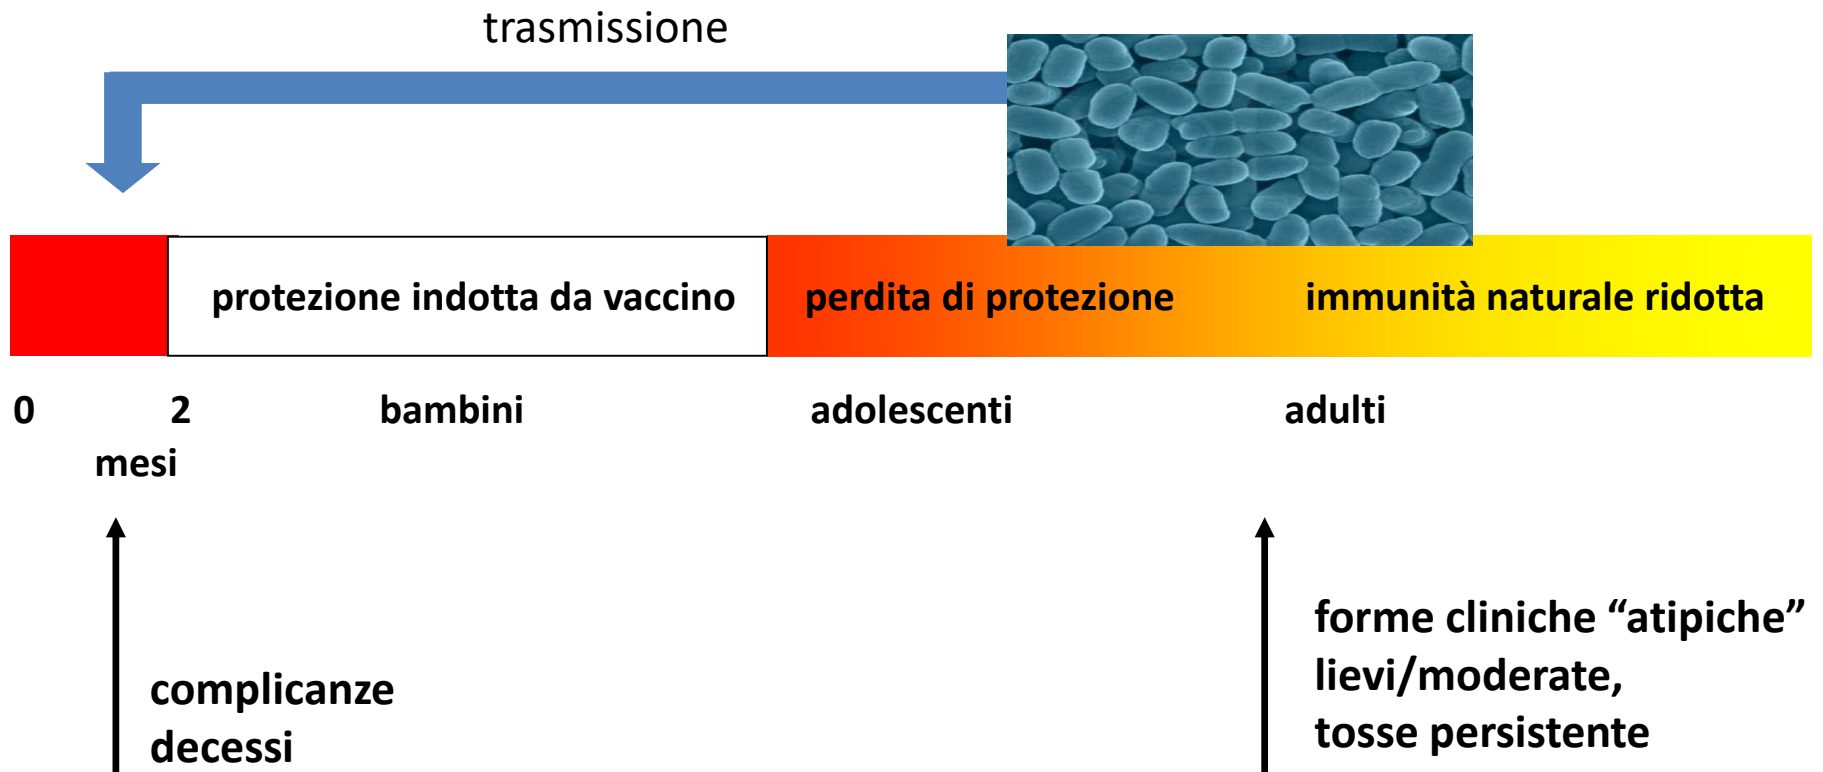 trasmissione
protezione indotta da vaccino
perdita di protezione
immunità naturale ridotta
0
2
bambini
adolescenti
adulti
mesi
complicanze
decessi
forme cliniche “atipiche”
lievi/moderate,
tosse persistente